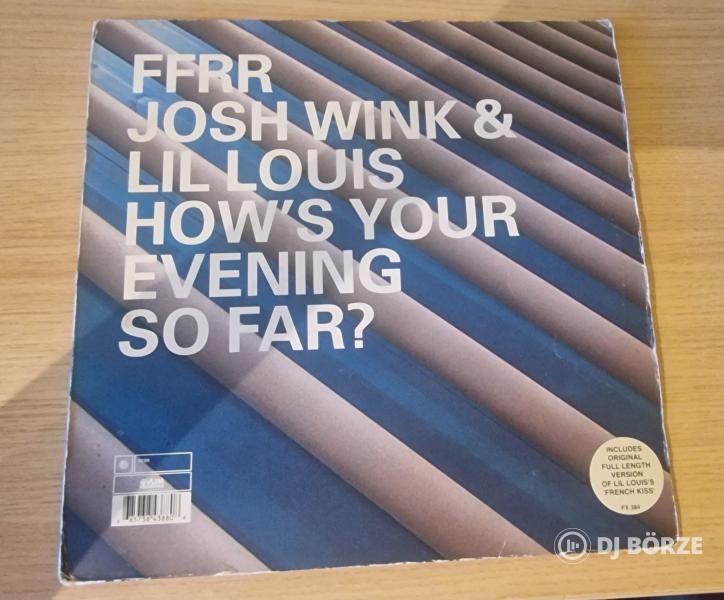 FFRR
JOSH WINK &
LIL LOUIS
HOW'S YOUR
EVENING
SO FAR?
INCLUDES
ORIGINAL
FULL LENGTH
VERSION
OF LIL LOUIS'S
'FRENCH KISS'
FX 384
DJ BÖRZE